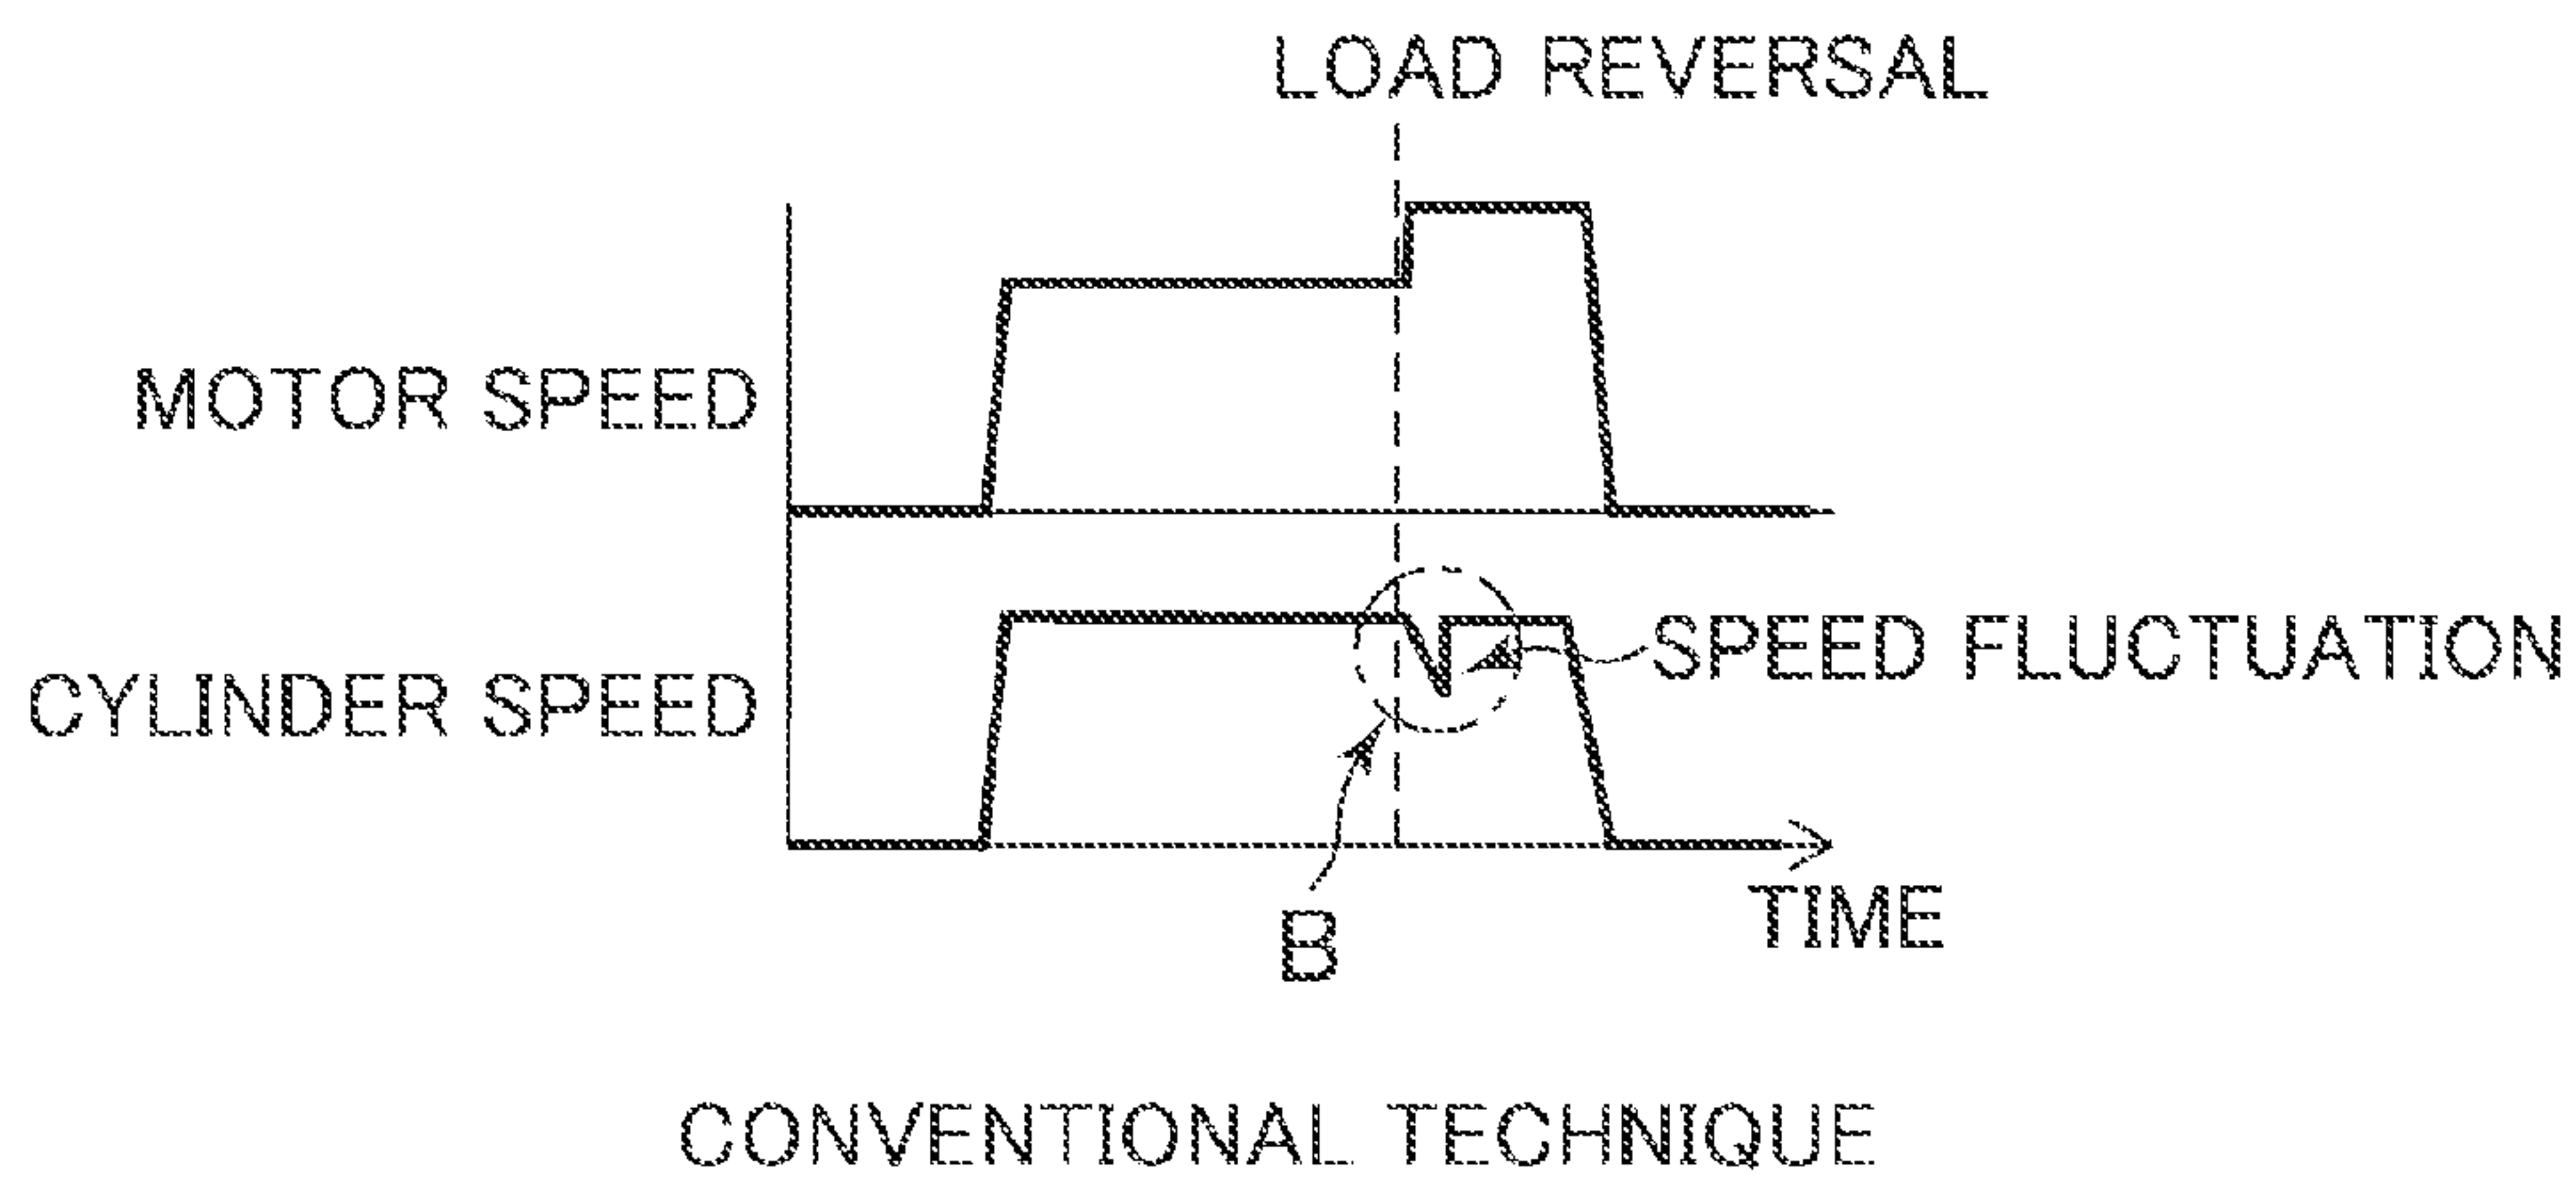 LOAD REVERSAL
MOTOR SPEED
SPEED FLUCTUATION
CYLINDER SPEED
TIME
B
CONVENTIONAL TECHNIQUE